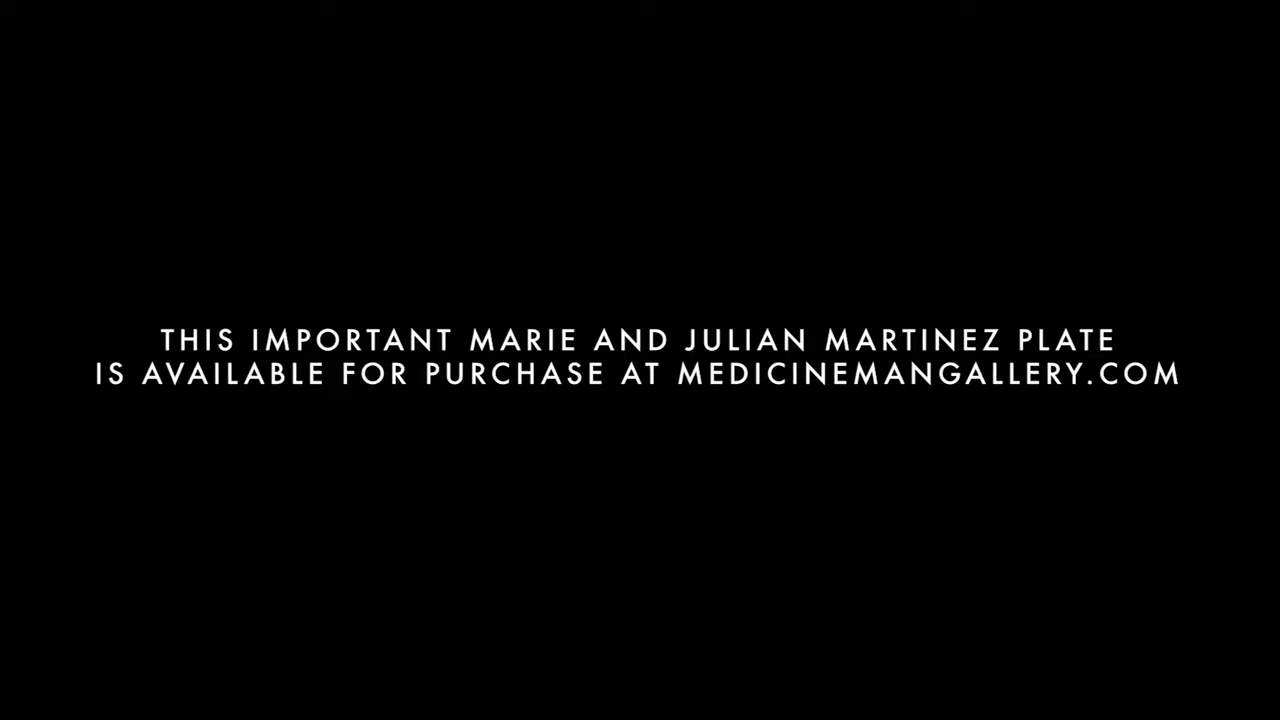 THIS IMPORTANT MARIE AND JULIAN MARTINEZ PLATE
IS AVAILABLE FOR PURCHASE AT MEDICINEMANGALLERY.COM